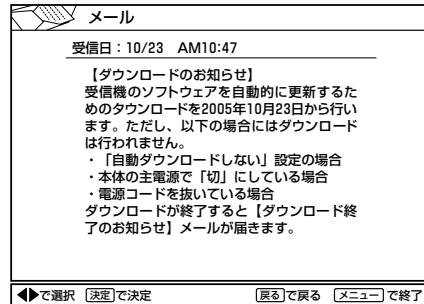 メール
受信日：10/23　AM10:47
【ダウンロードのお知らせ】
受信機のソフトウェアを自動的に更新するた
めのタウンロードを2005年10月23日から行い
ます。ただし、以下の場合にはダウンロード
は行われません。
・「自動ダウンロードしない」設定の場合
・本体の主電源で「切」にしている場合
・電源コードを抜いている場合
ダウンロードが終了すると【ダウンロード終
了のお知らせ】メールが届きます。
◀▶で選択　決定で決定　戻るで戻る　メニューで終了